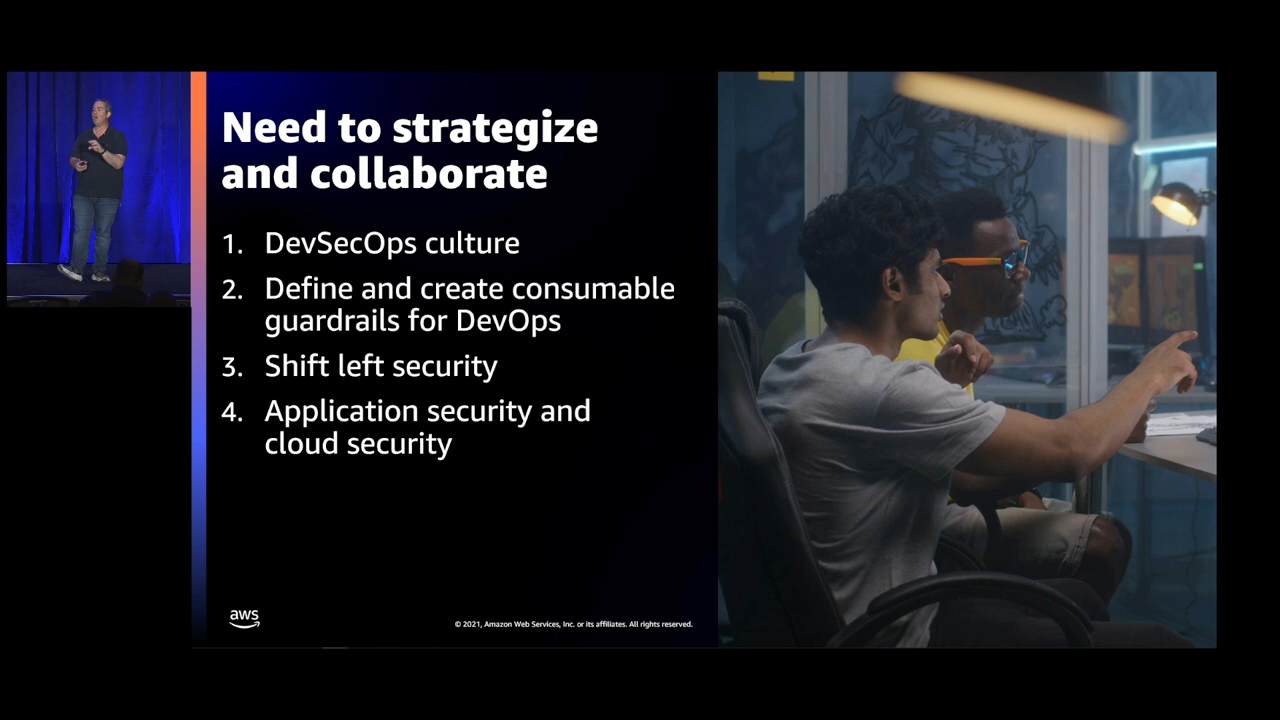 Need to strategize
and collaborate
1. DevSecOps culture
2. Define and create consumable
guardrails for DevOps
3. Shift left security
4. Application security and
cloud security
aws
© 2021, Amazon Web Services, Inc. or its affiliates. All rights reserved.